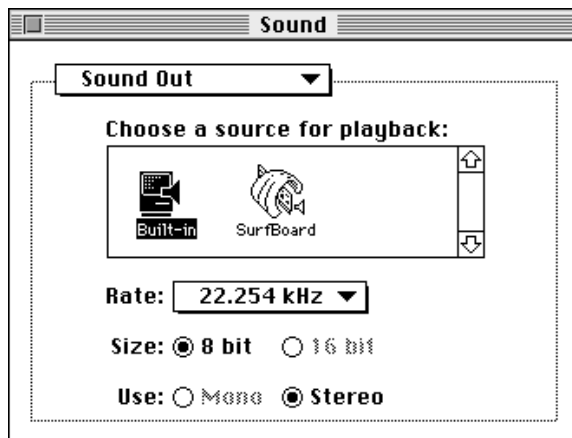 Sound
Sound Out
Choose a source for playback:
Built-in SurfBoard
Rate: 22.254 kHz
Size: 8 bit 16 bit
Use: Mono Stereo